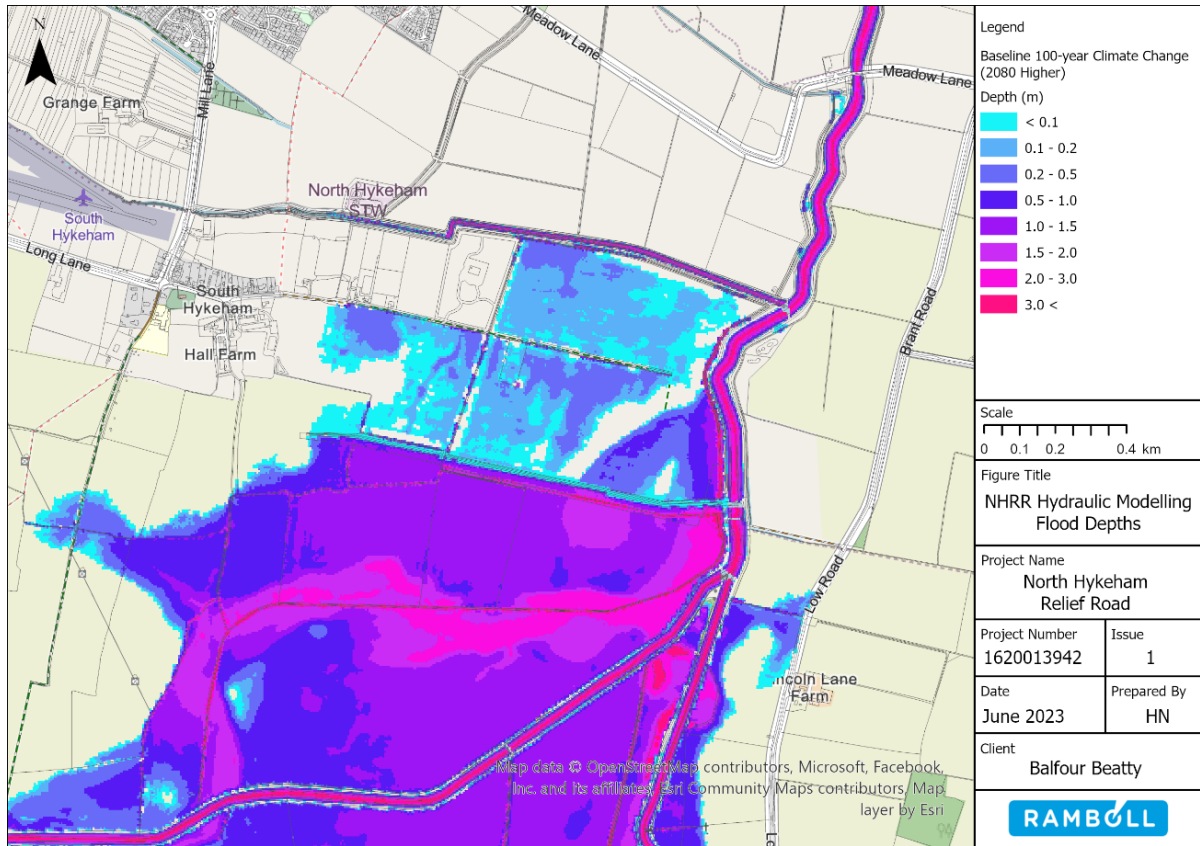 N
Meadow Lane
Meadow Lane
Mill Lane
Grange Farm
North Hykeham
STW
South
Hykeham
Long Lane
South
Hykeham
Hall Farm
Brant Road
Low Road
ncoln Lane
Farm
Map data © OpenStreetMap contributors, Microsoft, Facebook,
Inc. and its affiliates, Esri Community Maps contributors, Map
layer by Esri
Legend
Baseline 100-year Climate Change
(2080 Higher)
Depth (m)
< 0.1
0.1 - 0.2
0.2 - 0.5
0.5 - 1.0
1.0 - 1.5
1.5 - 2.0
2.0 - 3.0
3.0 <
Scale
0 0.1 0.2 0.4 km
Figure Title
NHRR Hydraulic Modelling
Flood Depths
Project Name
North Hykeham
Relief Road
Project Number
1620013942
Issue
1
Date
June 2023
Prepared By
HN
Client
Balfour Beatty
RAMBOLL